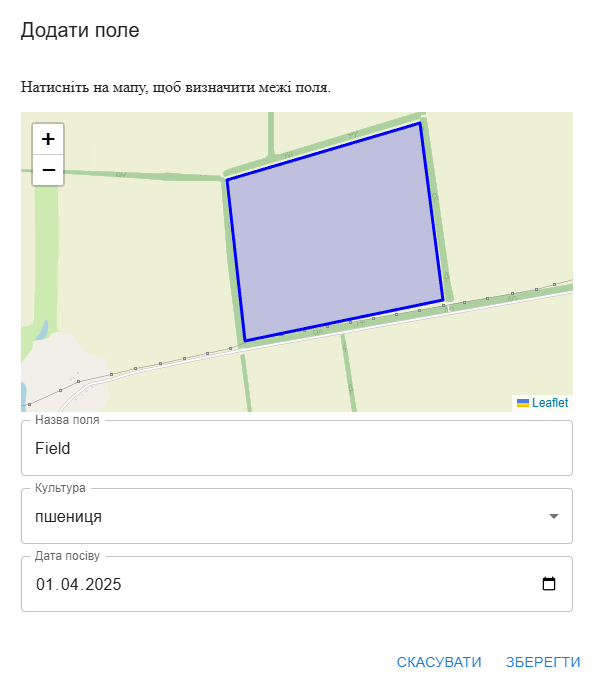 Додати поле
Натисніть на мапу, щоб визначити межі поля.
+
−
Leaflet
Назва поля
Field
Культура
пшениця
Дата посіву
01.04.2025
СКАСУВАТИ ЗБЕРЕГТИ